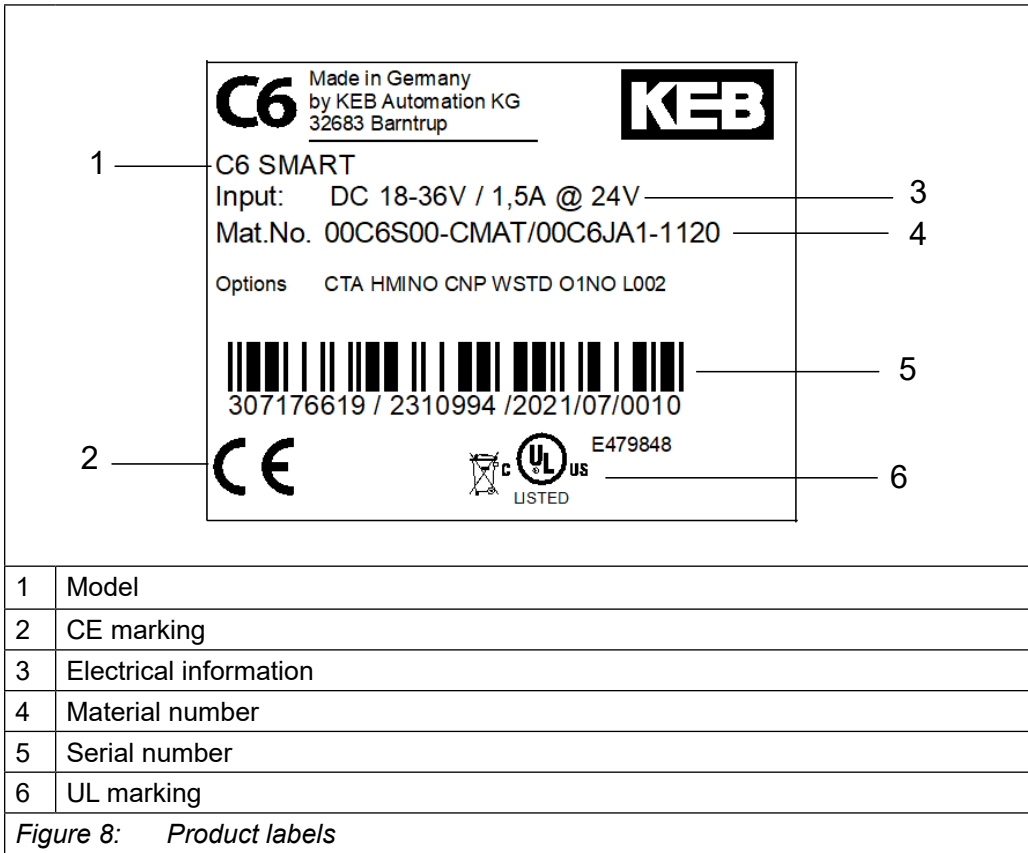 C6 Made in Germany
by KEB Automation KG
32683 Barntrup
KEB
1 C6 SMART
Input: DC 18-36V / 1,5A @ 24V 3
Mat.No. 00C6S00-CMAT/00C6JA1-1120 4
Options CTA HMINO CNP WSTD O1NO L002
5
307176619 / 2310994 /2021/07/0010
2 CE
C UL US E479848
LISTED
6
1 Model
2 CE marking
3 Electrical information
4 Material number
5 Serial number
6 UL marking
Figure 8: Product labels